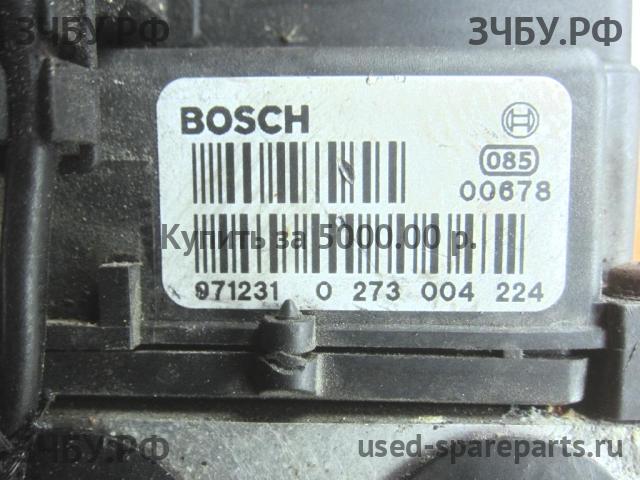 ЗЧБУ.РФ
ЗЧБУ.РФ
BOSCH
085
00678
Купить за 5000.00 р.
971231 0 273 004 224
ЗЧБУ.РФ
used-spareparts.ru